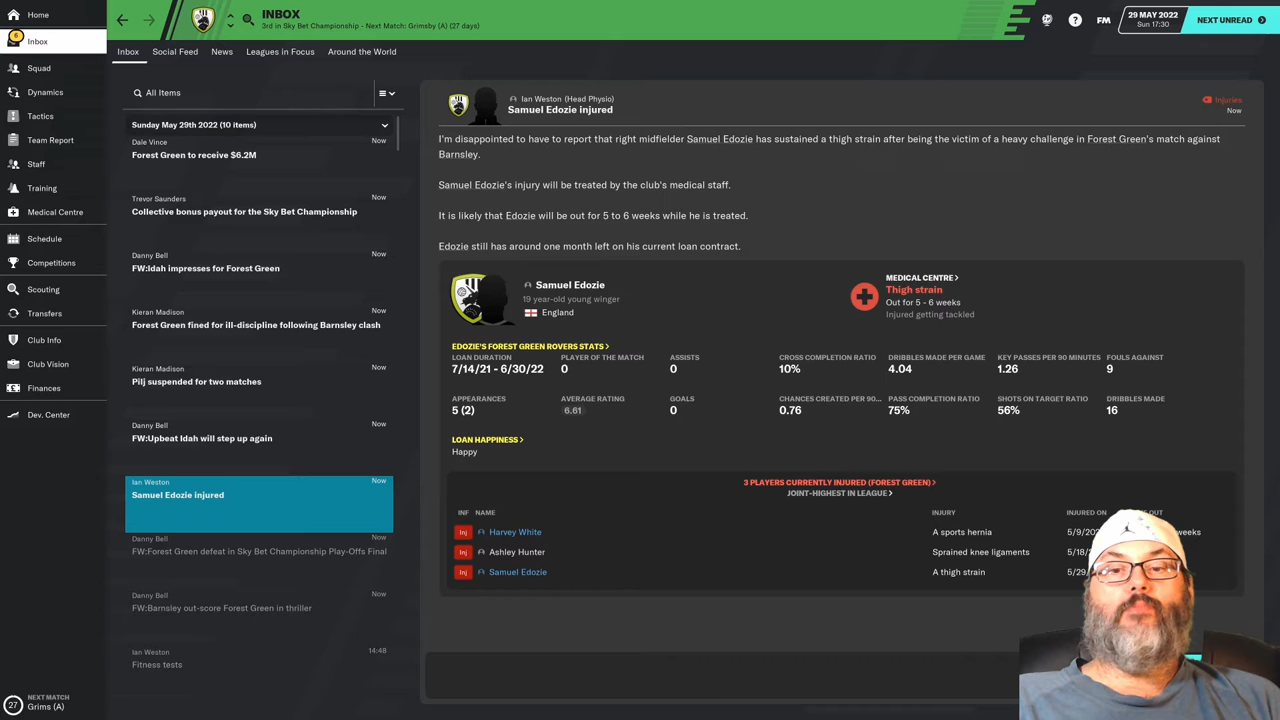 Home
INBOX
3rd in Sky Bet Championship - Next Match: Grimsby (A) (27 days)
FM
29 MAY 2022
Sun 17:30
NEXT UNREAD
6
Inbox
Squad
Dynamics
Tactics
Team Report
Staff
Training
Medical Centre
Schedule
Competitions
Scouting
Transfers
Club Info
Club Vision
Finances
Dev. Center
27
NEXT MATCH
Grims (A)
Inbox Social Feed News Leagues in Focus Around the World
All Items
Sunday May 29th 2022 (10 items)
Dale Vince Now
Forest Green to receive $6.2M
Trevor Saunders Now
Collective bonus payout for the Sky Bet Championship
Danny Bell Now
FW:Idah impresses for Forest Green
Kieran Madison Now
Forest Green fined for ill-discipline following Barnsley clash
Kieran Madison Now
Pilj suspended for two matches
Danny Bell Now
FW:Upbeat Idah will step up again
Ian Weston Now
Samuel Edozie injured
Danny Bell Now
FW:Forest Green defeat in Sky Bet Championship Play-Offs Final
Danny Bell Now
FW:Barnsley out-score Forest Green in thriller
Ian Weston 14:48
Fitness tests
Ian Weston (Head Physio)
Samuel Edozie injured
Injuries
Now
I'm disappointed to have to report that right midfielder Samuel Edozie has sustained a thigh strain after being the victim of a heavy challenge in Forest Green's match against
Barnsley.
Samuel Edozie's injury will be treated by the club's medical staff.
It is likely that Edozie will be out for 5 to 6 weeks while he is treated.
Edozie still has around one month left on his current loan contract.
Samuel Edozie
19 year-old young winger
England
MEDICAL CENTRE
Thigh strain
Out for 5 - 6 weeks
Injured getting tackled
EDOZIE'S FOREST GREEN ROVERS STATS
LOAN DURATION PLAYER OF THE MATCH ASSISTS CROSS COMPLETION RATIO DRIBBLES MADE PER GAME KEY PASSES PER 90 MINUTES FOULS AGAINST
7/14/21 - 6/30/22 0 0 10% 4.04 1.26 9
APPEARANCES AVERAGE RATING GOALS CHANCES CREATED PER 90... PASS COMPLETION RATIO SHOTS ON TARGET RATIO DRIBBLES MADE
5 (2) 6.61 0 0.76 75% 56% 16
LOAN HAPPINESS
Happy
3 PLAYERS CURRENTLY INJURED (FOREST GREEN)
JOINT-HIGHEST IN LEAGUE
INF NAME INJURY INJURED ON OUT
Inj Harvey White A sports hernia 5/9/20 weeks
Inj Ashley Hunter Sprained knee ligaments 5/18/
Inj Samuel Edozie A thigh strain 5/29/